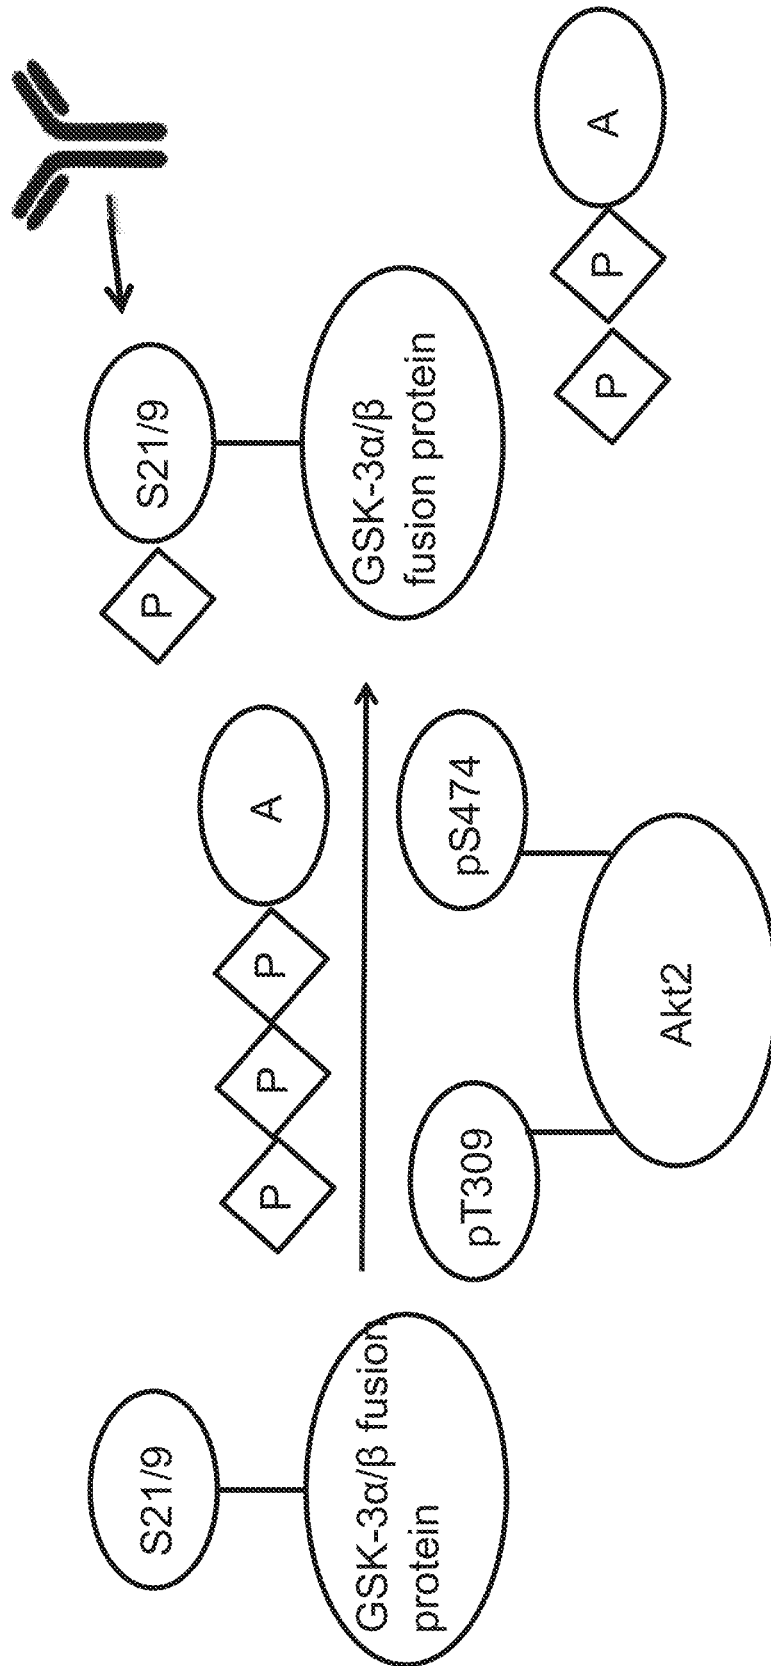 S21/9
GSK-3α/β fusion
protein
P
P
P
A
pT309
pS474
Akt2
P
S21/9
GSK-3α/β
fusion protein
P
P
A